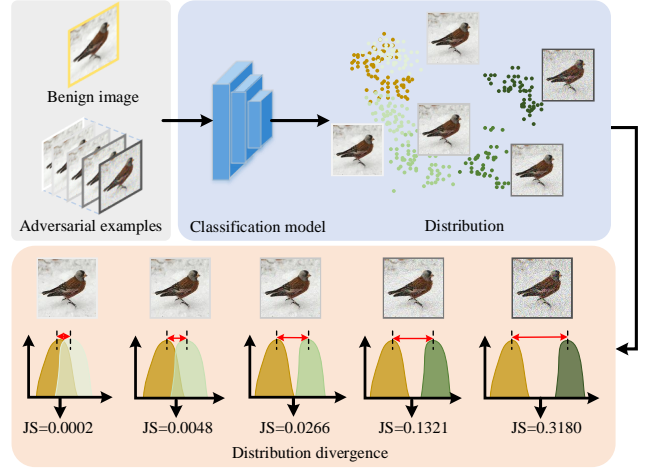 Benign image
Adversarial examples
Classification model
Distribution
JS=0.0002
JS=0.0048
JS=0.0266
JS=0.1321
JS=0.3180
Distribution divergence